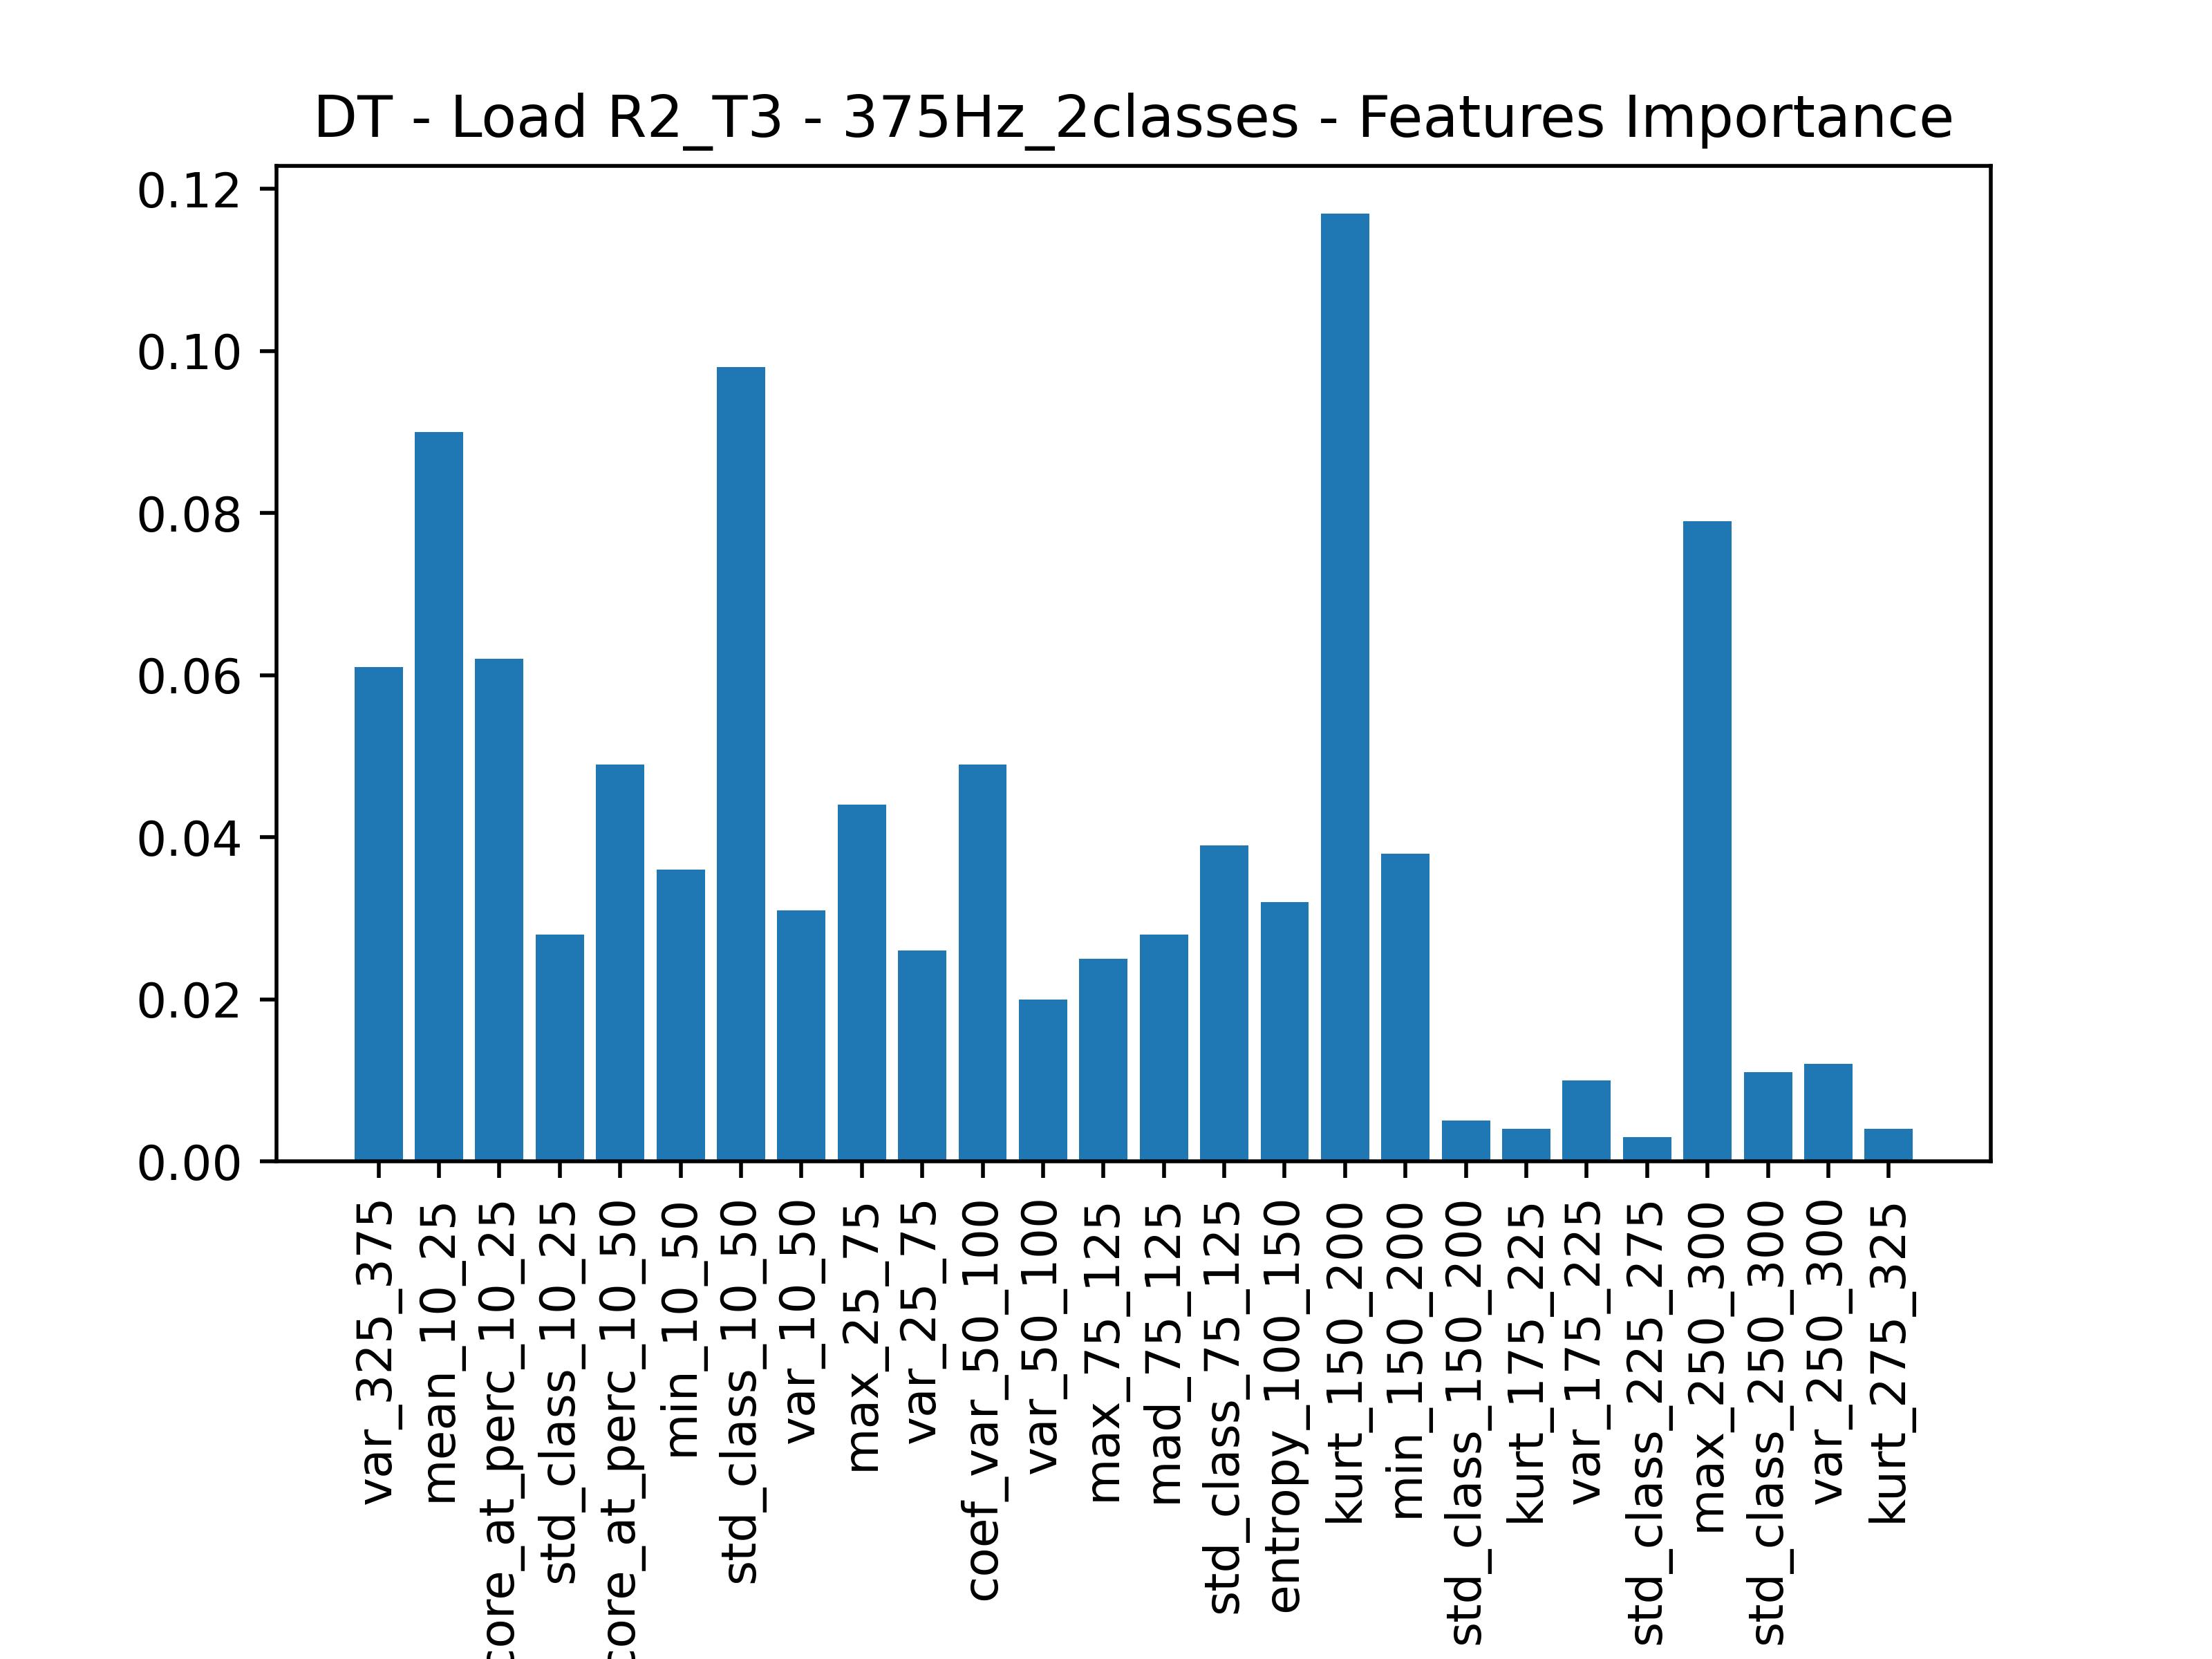 DT - Load R2_T3 - 375Hz_2classes - Features Importance
0.12
0.10
0.08
0.06
0.04
0.02
0.00
var_325_375
mean_10_25
core_at_perc_10_25
std_class_10_25
core_at_perc_10_50
min_10_50
std_class_10_50
var_10_50
max_25_75
var_25_75
coef_var_50_100
var_50_100
max_75_125
mad_75_125
std_class_75_125
entropy_100_150
kurt_150_200
min_150_200
std_class_150_200
kurt_175_225
var_175_225
std_class_225_275
max_250_300
std_class_250_300
var_250_300
kurt_275_325